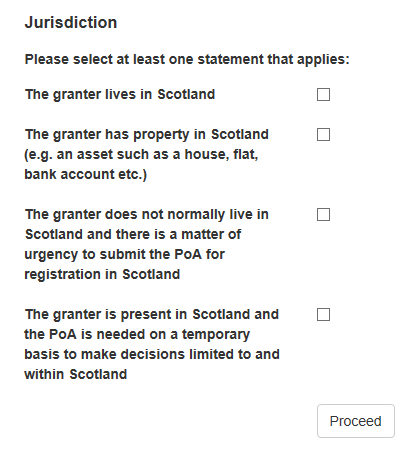 Jurisdiction
Please select at least one statement that applies:
The granter lives in Scotland
The granter has property in Scotland
(e.g. an asset such as a house, flat,
bank account etc.)
The granter does not normally live in
Scotland and there is a matter of
urgency to submit the PoA for
registration in Scotland
The granter is present in Scotland and
the PoA is needed on a temporary
basis to make decisions limited to and
within Scotland
Proceed